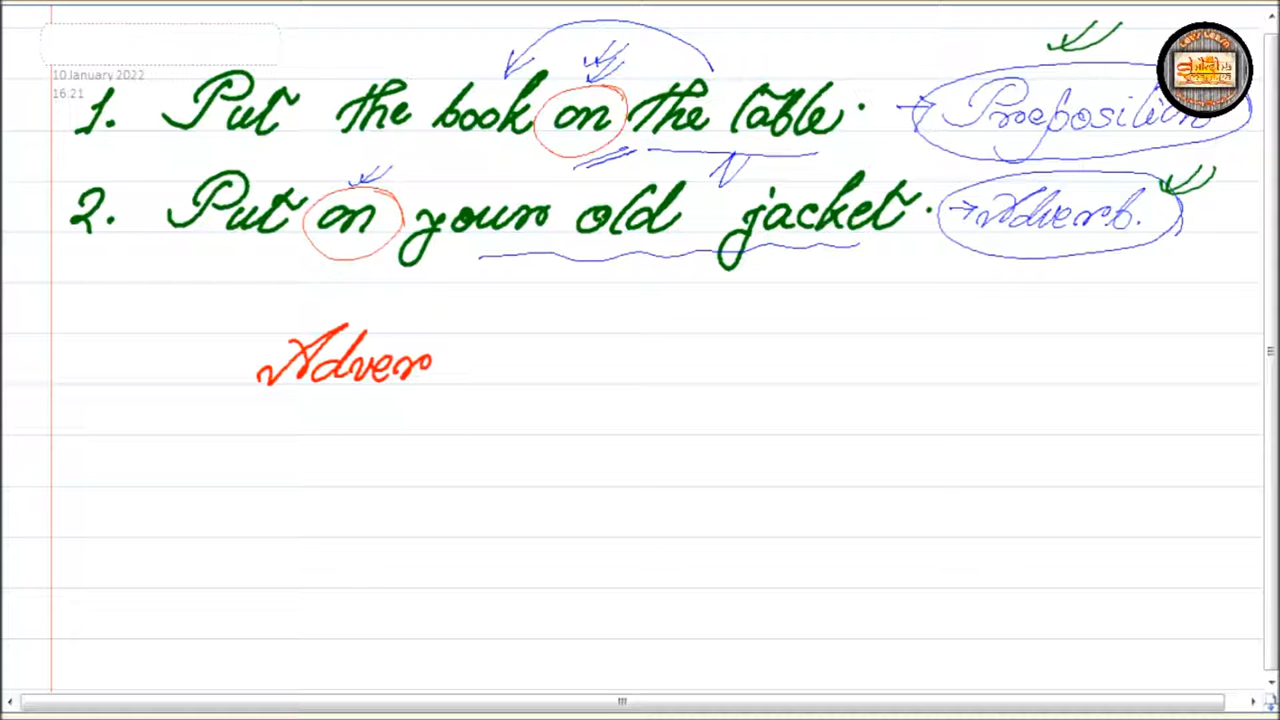 10 January 2022
16:21
1. Put the book on the table. → Preposition
2. Put on your old jacket. → Adverb.
Adver